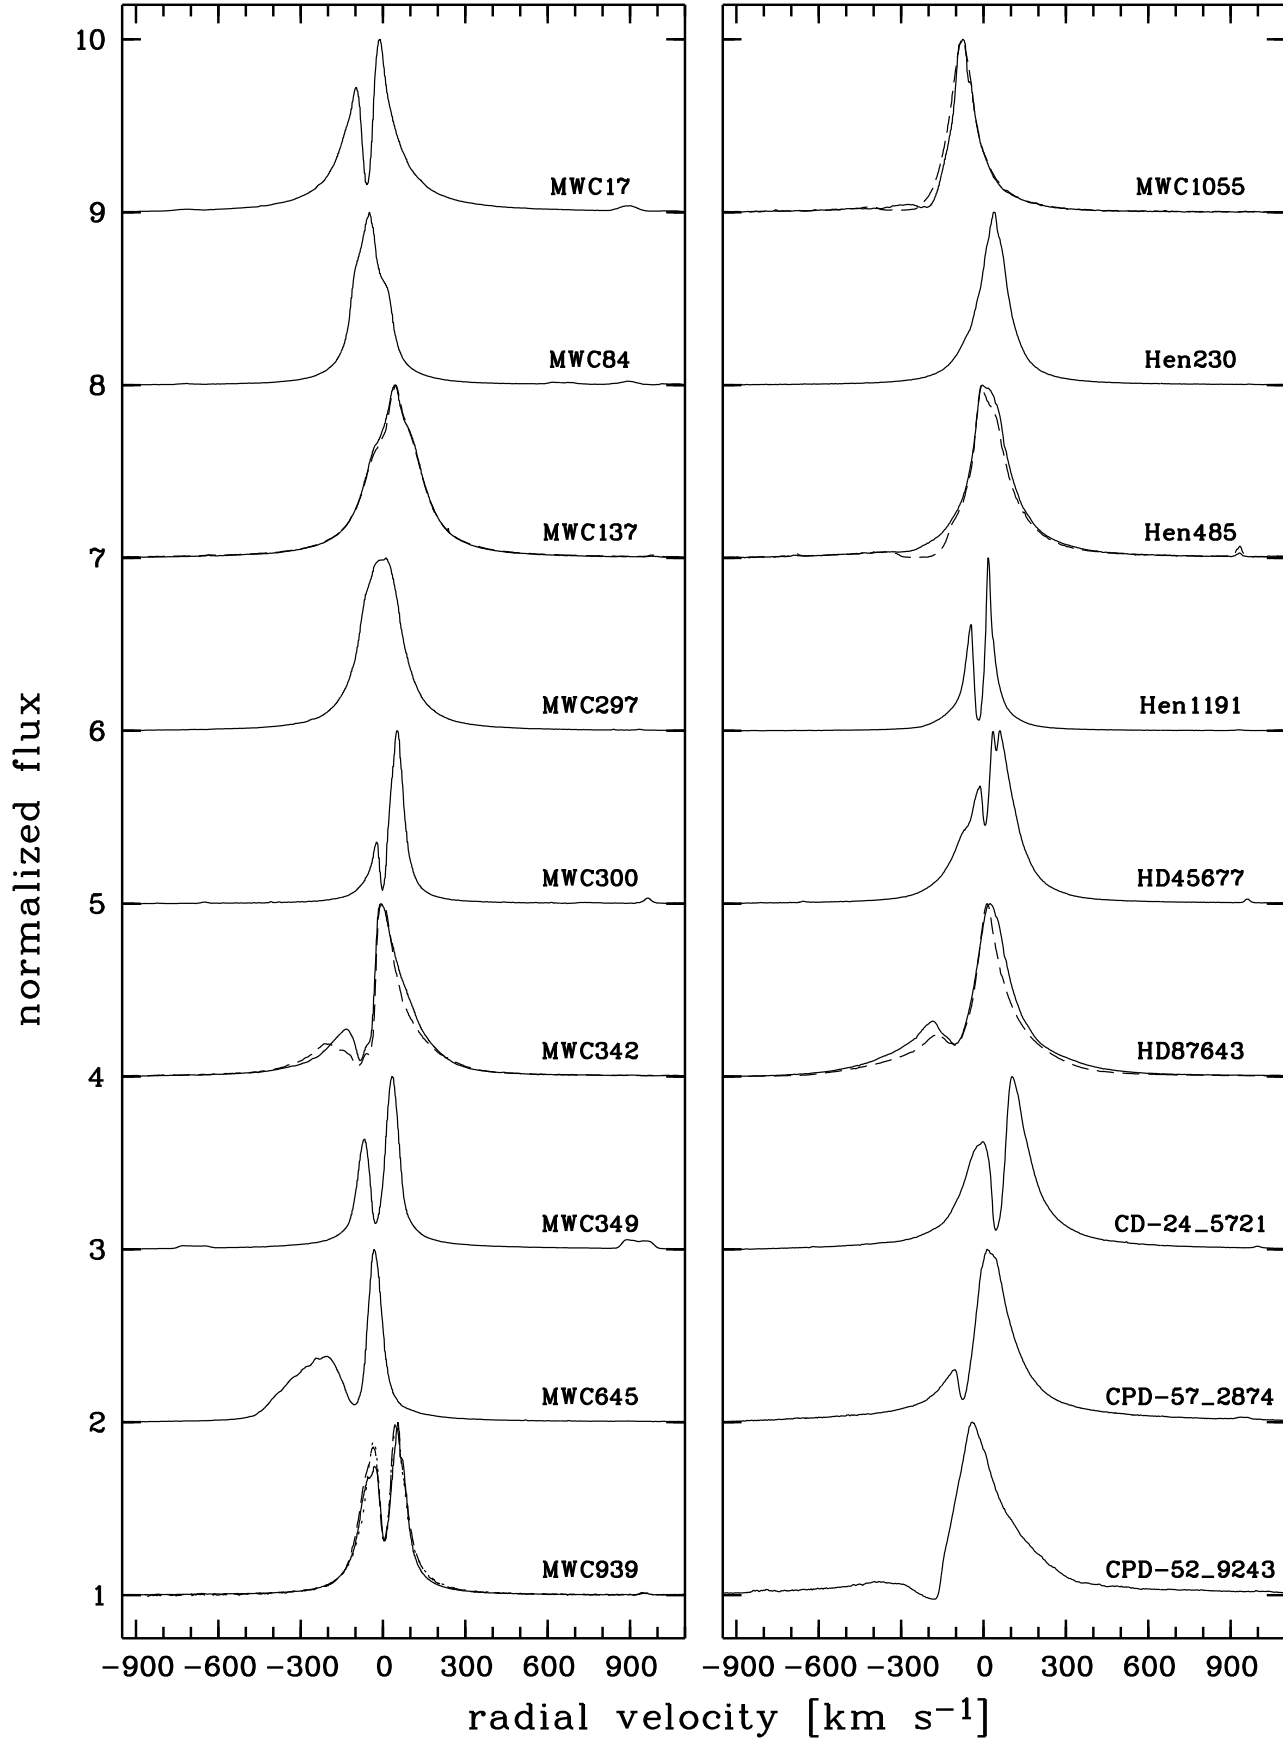 10
MWC17
MWC1055
9
MWC84
Hen230
8
MWC137
Hen485
7
MWC297
Hen1191
6
MWC300
HD45677
5
MWC342
HD87643
4
MWC349
CD-24_5721
3
MWC645
CPD-57_2874
2
MWC939
CPD-52_9243
1
normalized flux
-900 -600 -300 0 300 600 900
-900 -600 -300 0 300 600 900
radial velocity [km s⁻¹]